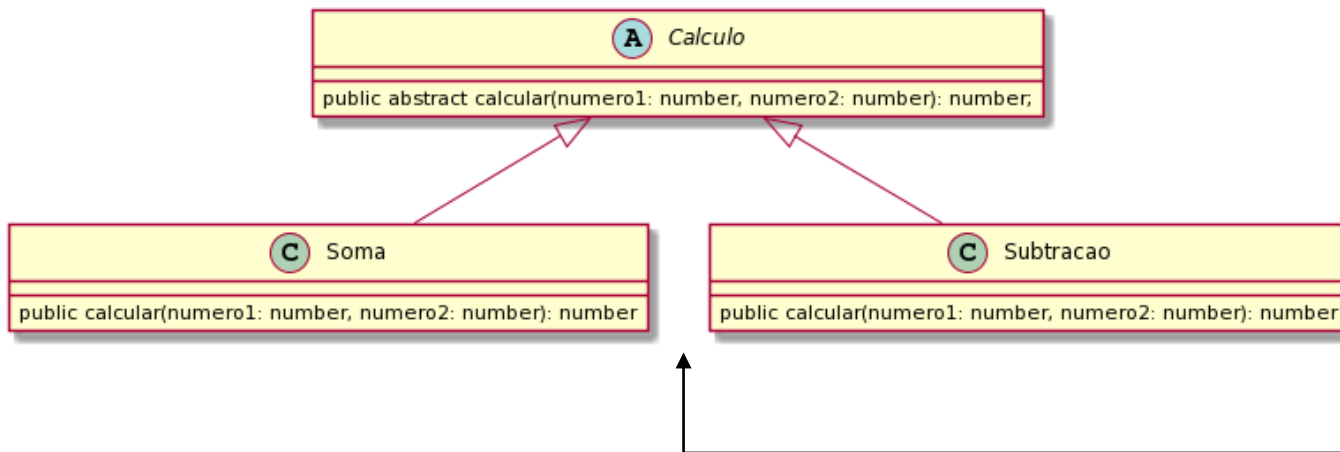 A Calculo
public abstract calcular(numero1: number, numero2: number): number;
C Soma
public calcular(numero1: number, numero2: number): number
C Subtracao
public calcular(numero1: number, numero2: number): number